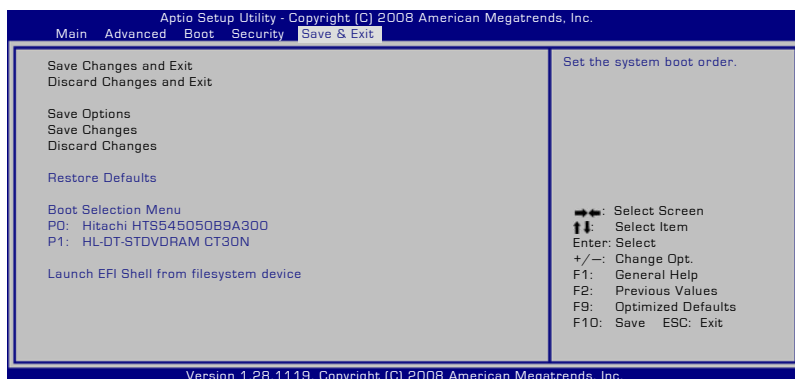 Aptio Setup Utility - Copyright (C) 2008 American Megatrends, Inc.
Main Advanced Boot Security Save & Exit
Save Changes and Exit
Discard Changes and Exit
Save Options
Save Changes
Discard Changes
Restore Defaults
Boot Selection Menu
P0: Hitachi HTS545050B9A300
P1: HL-DT-STDVDRAM CT30N
Launch EFI Shell from filesystem device
Set the system boot order.
→←: Select Screen
↑↓: Select Item
Enter: Select
+/—: Change Opt.
F1: General Help
F2: Previous Values
F9: Optimized Defaults
F10: Save ESC: Exit
Version 1.28.1119. Copyright (C) 2008 American Megatrends, Inc.